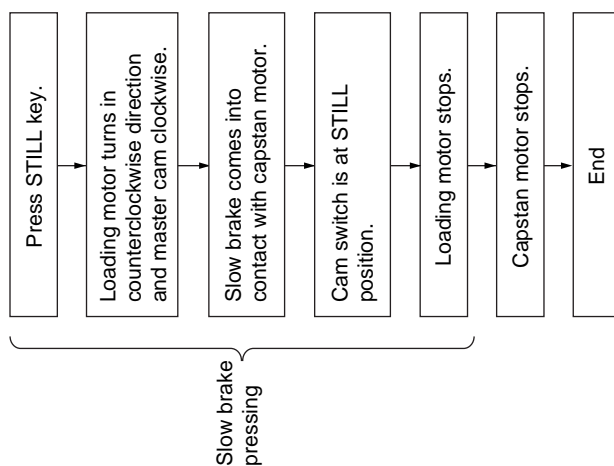 Press STILL key.
Loading motor turns in
counterclockwise direction
and master cam clockwise.
Slow brake comes into
contact with capstan motor.
Cam switch is at STILL
position.
Loading motor stops.
Capstan motor stops.
End
Slow brake
pressing